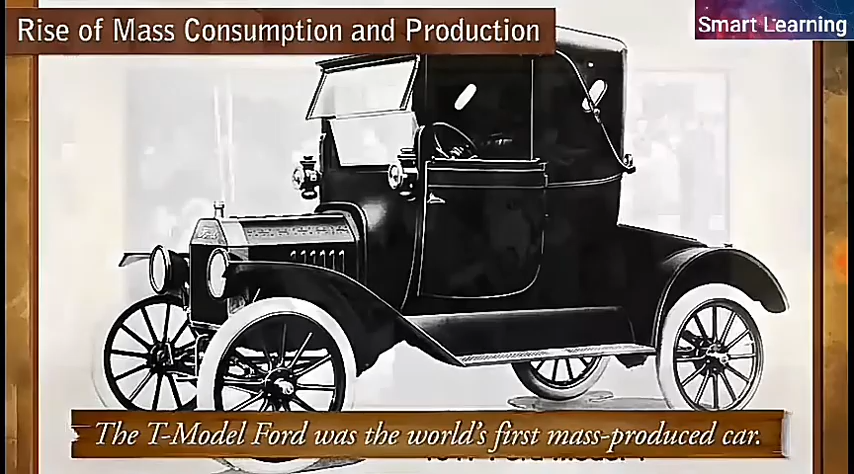 Rise of Mass Consumption and Production
Smart Learning
The T-Model Ford was the world's first mass-produced car.